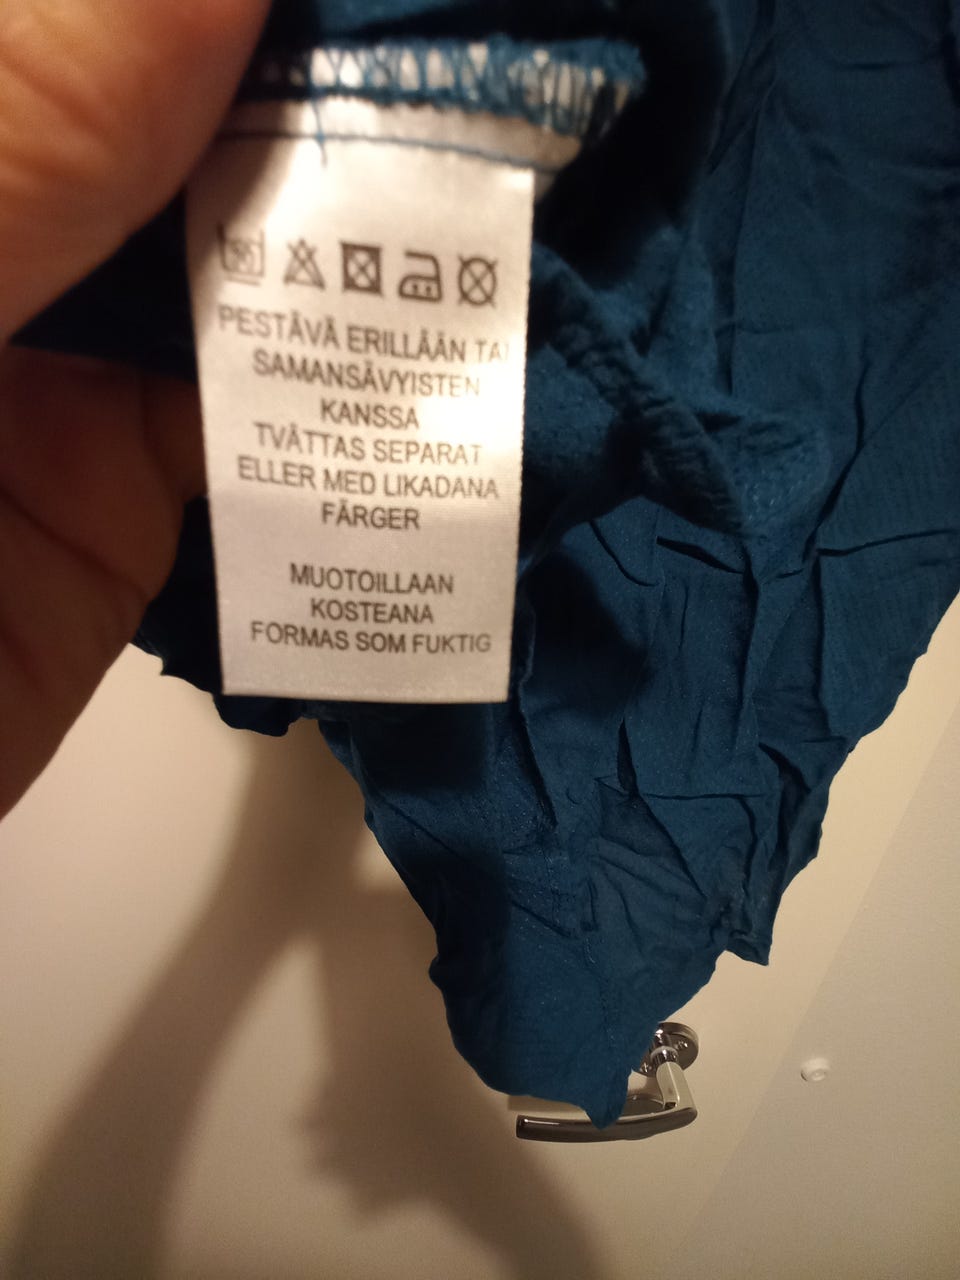 PESTÄVÄ ERILLÄÄN TAI
SAMANSÄVYISTEN
KANSSA
TVÄTTAS SEPARAT
ELLER MED LIKADANA
FÄRGER
MUOTOILLAAN
KOSTEANA
FORMAS SOM FUKTIG